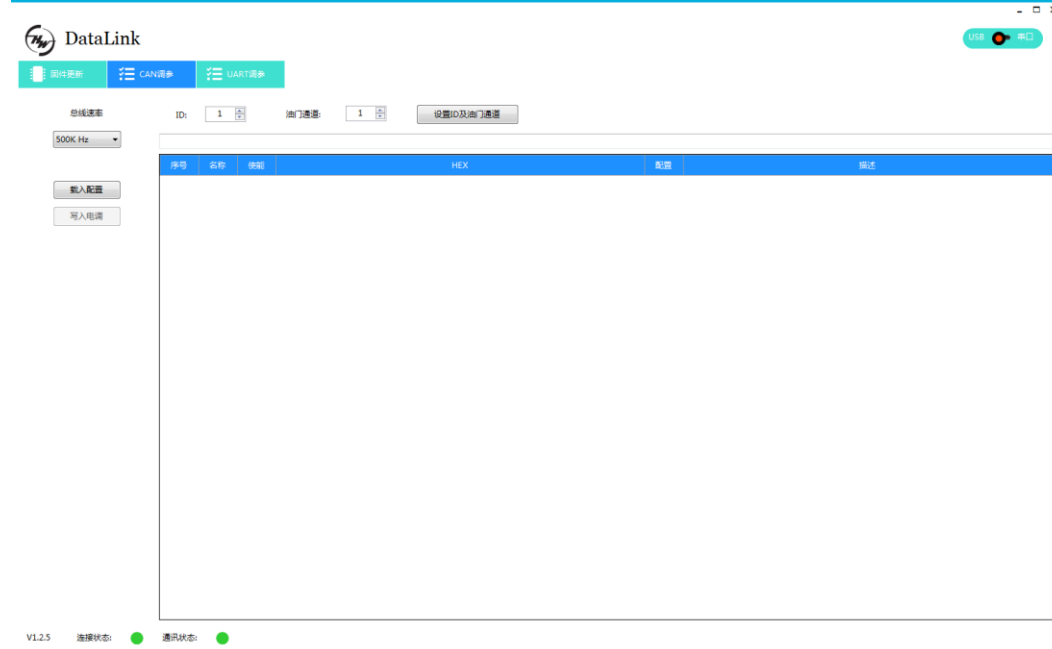 DataLink
USB 串口
固件更新 CAN调参 UART调参
总线速率 ID: 1 油门通道: 1 设置ID及油门通道
500K Hz
序号 名称 使能 HEX 配置 描述
载入配置
写入电调
V1.2.5 连接状态: 通讯状态: